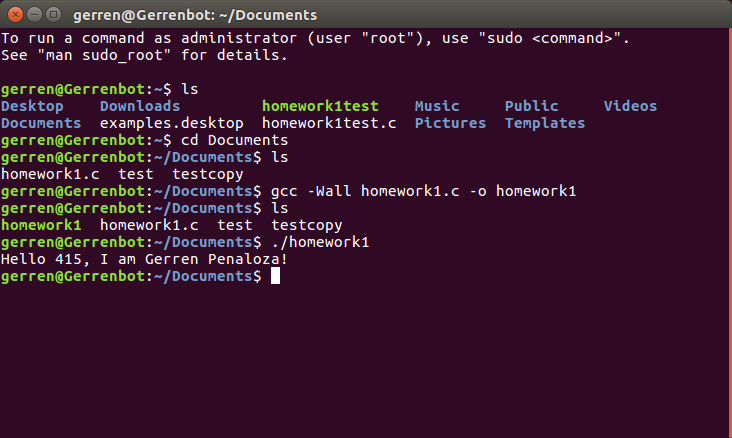 gerren@Gerrenbot: ~/Documents
To run a command as administrator (user "root"), use "sudo <command>".
See "man sudo_root" for details.
gerren@Gerrenbot:~$ ls
Desktop    Downloads         homework1test    Music     Public     Videos
Documents  examples.desktop  homework1test.c  Pictures  Templates
gerren@Gerrenbot:~$ cd Documents
gerren@Gerrenbot:~/Documents$ ls
homework1.c  test  testcopy
gerren@Gerrenbot:~/Documents$ gcc -Wall homework1.c -o homework1
gerren@Gerrenbot:~/Documents$ ls
homework1  homework1.c  test  testcopy
gerren@Gerrenbot:~/Documents$ ./homework1
Hello 415, I am Gerren Penaloza!
gerren@Gerrenbot:~/Documents$